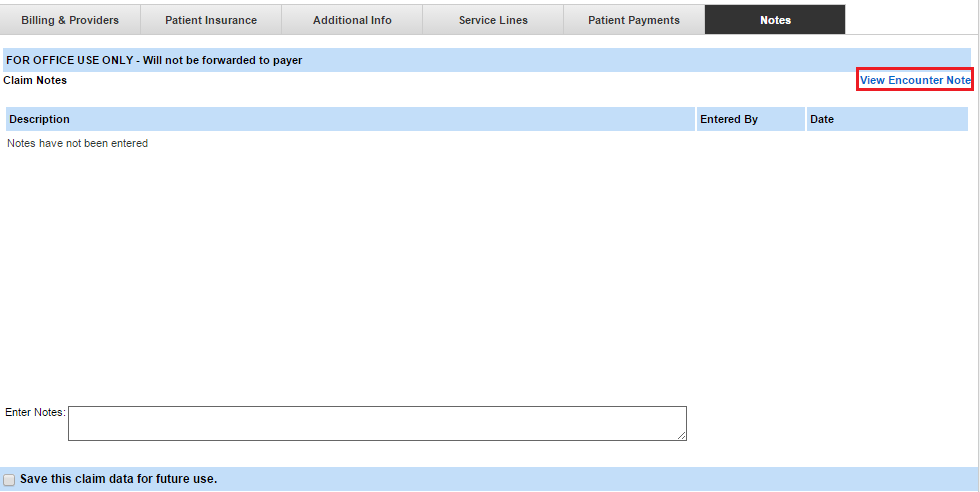 Billing & Providers Patient Insurance Additional Info Service Lines Patient Payments Notes
FOR OFFICE USE ONLY - Will not be forwarded to payer
Claim Notes View Encounter Note
Description Entered By Date
Notes have not been entered
Enter Notes:
Save this claim data for future use.